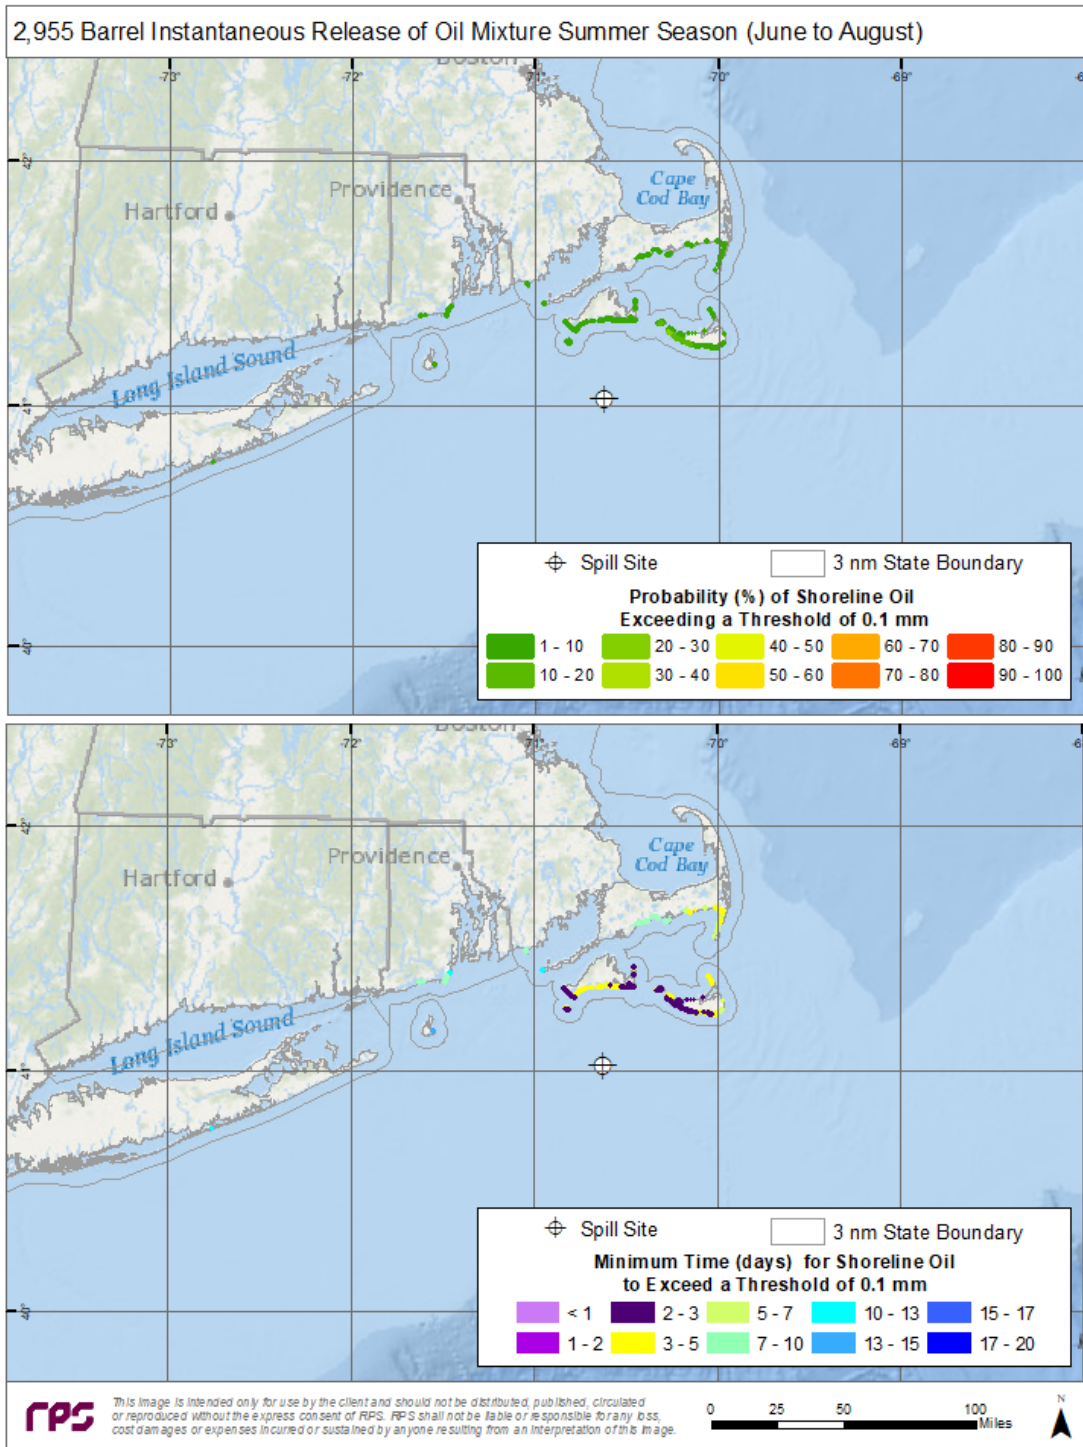 2,955 Barrel Instantaneous Release of Oil Mixture Summer Season (June to August)
Boston
-73° -72° -71° -70° -69°
42°
Providence
Hartford
Cape
Cod Bay
Long Island Sound
41°
40°
Spill Site 3 nm State Boundary
Probability (%) of Shoreline Oil
Exceeding a Threshold of 0.1 mm
1 - 10 20 - 30 40 - 50 60 - 70 80 - 90
10 - 20 30 - 40 50 - 60 70 - 80 90 - 100
Boston
-73° -72° -71° -70° -69°
42°
Providence
Hartford
Cape
Cod Bay
Long Island Sound
41°
40°
Spill Site 3 nm State Boundary
Minimum Time (days) for Shoreline Oil
to Exceed a Threshold of 0.1 mm
< 1 2 - 3 5 - 7 10 - 13 15 - 17
1 - 2 3 - 5 7 - 10 13 - 15 17 - 20
rps
This image is intended only for use by the client and should not be distributed, published, circulated
or reproduced without the express consent of RPS. RPS shall not be liable or responsible for any loss,
cost damages or expenses incurred or sustained by anyone resulting from an interpretation of this image.
0 25 50 100
Miles
N